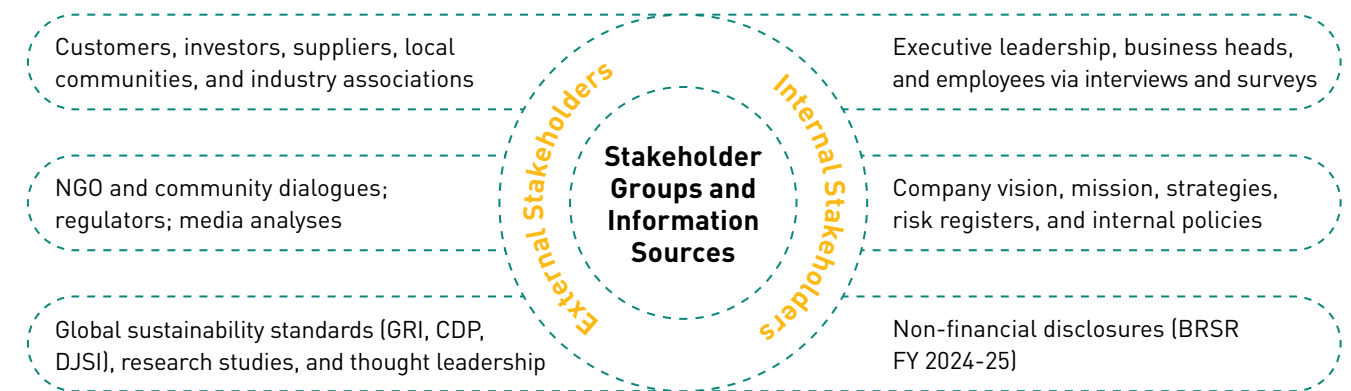 Customers, investors, suppliers, local
communities, and industry associations
NGO and community dialogues;
regulators; media analyses
Global sustainability standards (GRI, CDP,
DJSI), research studies, and thought leadership
External Stakeholders
Stakeholder
Groups and
Information
Sources
Internal Stakeholders
Executive leadership, business heads,
and employees via interviews and surveys
Company vision, mission, strategies,
risk registers, and internal policies
Non-financial disclosures (BRSR
FY 2024-25)